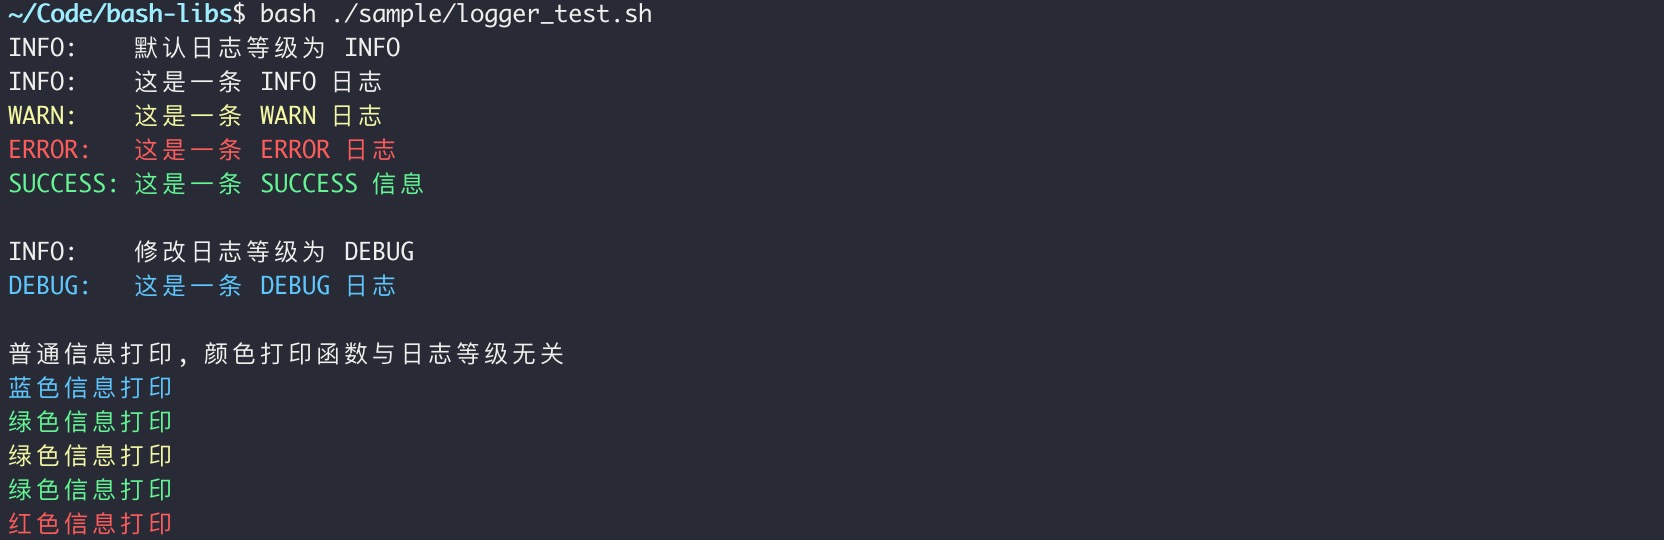 ~/Code/bash-libs$ bash ./sample/logger_test.sh
INFO:    默认日志等级为 INFO
INFO:    这是一条 INFO 日志
WARN:    这是一条 WARN 日志
ERROR:   这是一条 ERROR 日志
SUCCESS: 这是一条 SUCCESS 信息
INFO:    修改日志等级为 DEBUG
DEBUG:   这是一条 DEBUG 日志
普通信息打印，颜色打印函数与日志等级无关
蓝色信息打印
绿色信息打印
绿色信息打印
绿色信息打印
红色信息打印